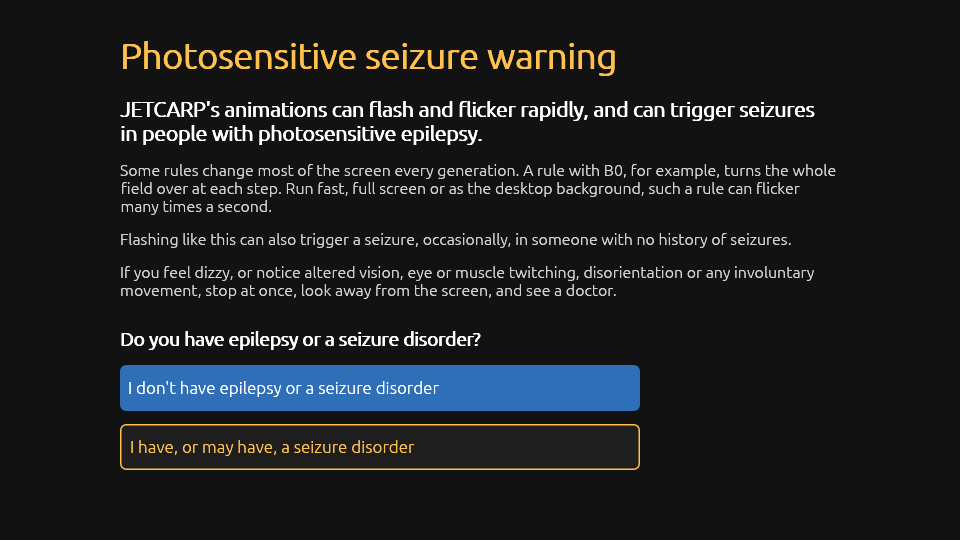 Photosensitive seizure warning
JETCARP's animations can flash and flicker rapidly, and can trigger seizures
in people with photosensitive epilepsy.
Some rules change most of the screen every generation. A rule with B0, for example, turns the whole
field over at each step. Run fast, full screen or as the desktop background, such a rule can flicker
many times a second.
Flashing like this can also trigger a seizure, occasionally, in someone with no history of seizures.
If you feel dizzy, or notice altered vision, eye or muscle twitching, disorientation or any involuntary
movement, stop at once, look away from the screen, and see a doctor.
Do you have epilepsy or a seizure disorder?
I don't have epilepsy or a seizure disorder
I have, or may have, a seizure disorder